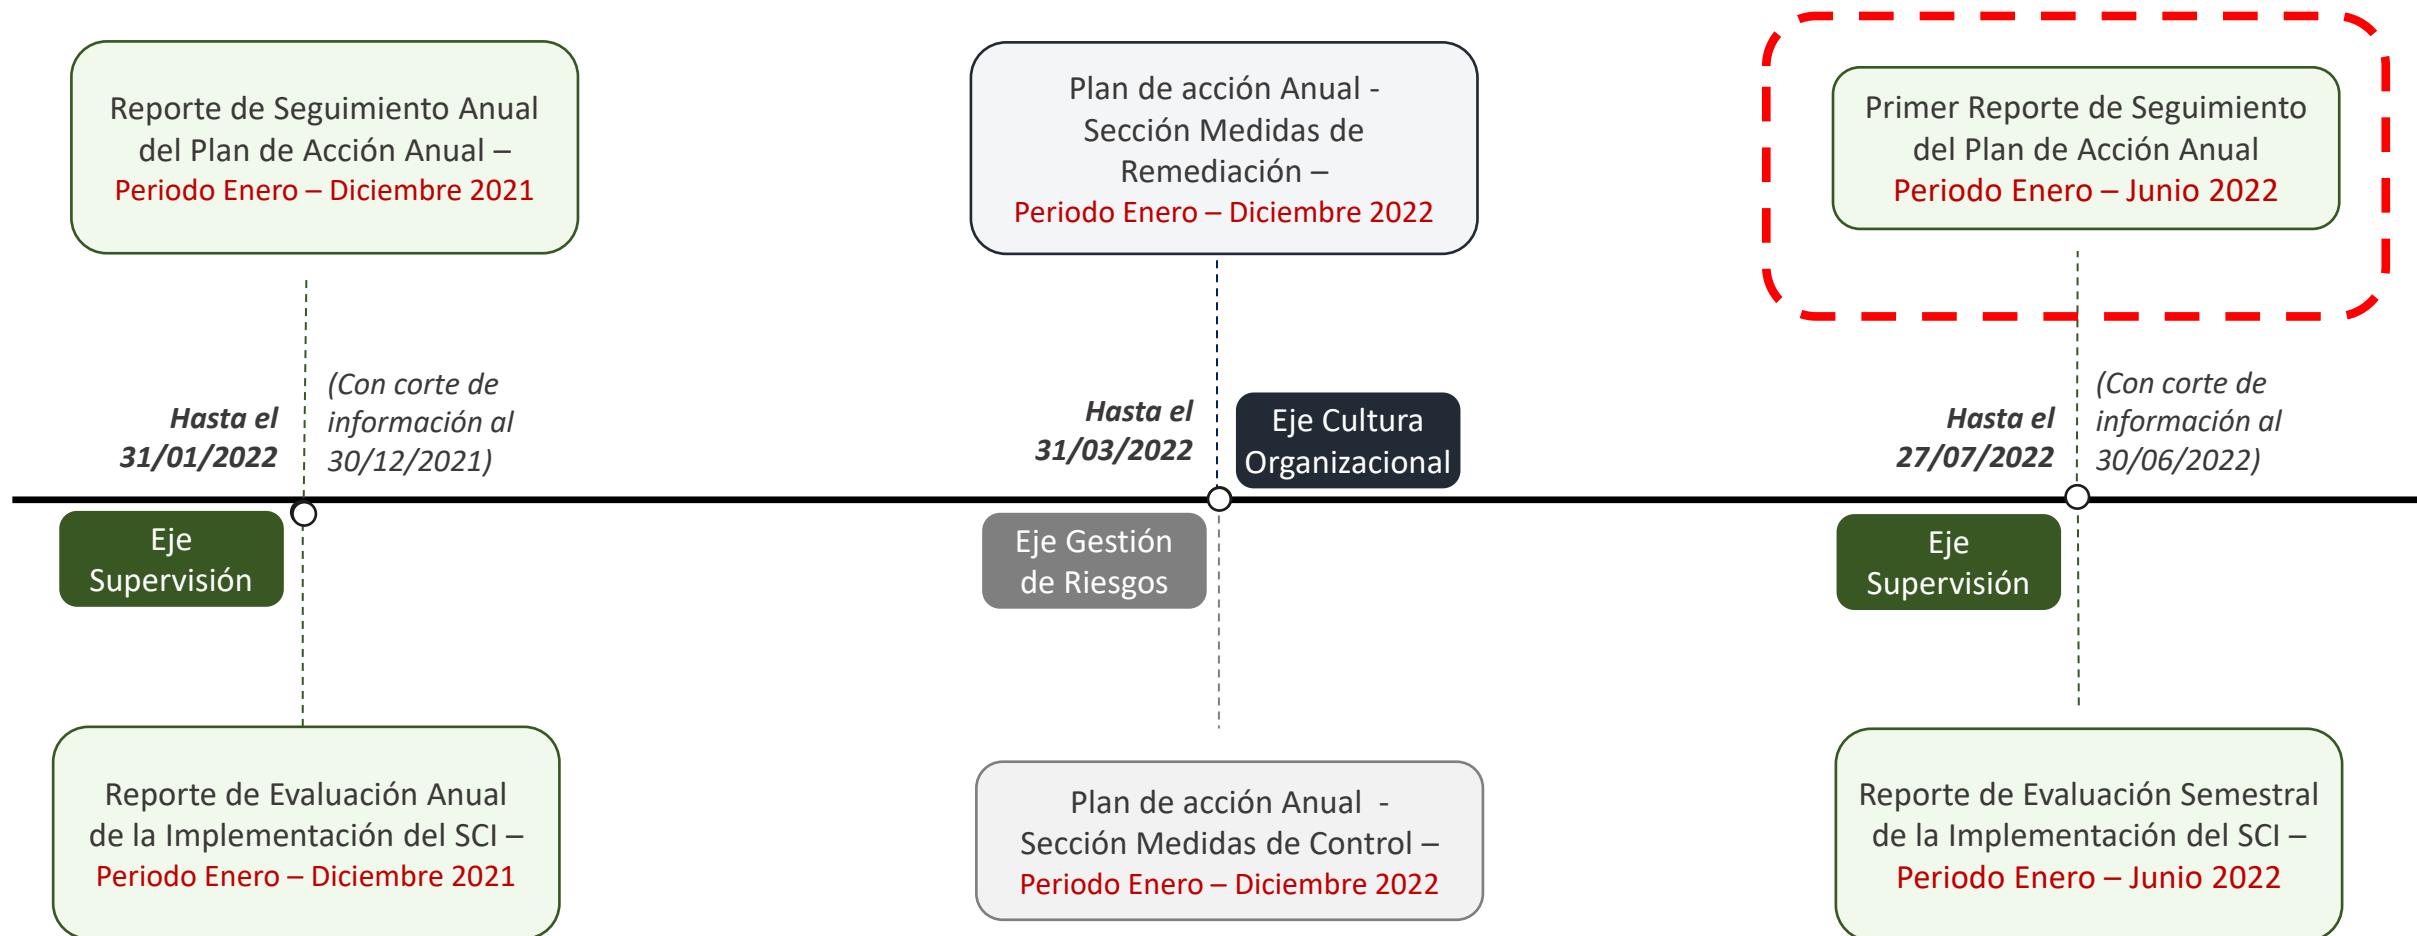 Reporte de Seguimiento Anual
del Plan de Acción Anual –
Periodo Enero – Diciembre 2021
Plan de acción Anual -
Sección Medidas de
Remediación –
Periodo Enero – Diciembre 2022
Primer Reporte de Seguimiento
del Plan de Acción Anual
Periodo Enero – Junio 2022
Hasta el
31/01/2022
(Con corte de
información al
30/12/2021)
Hasta el
31/03/2022
Eje Cultura
Organizacional
Hasta el
27/07/2022
(Con corte de
información al
30/06/2022)
Eje
Supervisión
Eje Gestión
de Riesgos
Eje
Supervisión
Reporte de Evaluación Anual
de la Implementación del SCI –
Periodo Enero – Diciembre 2021
Plan de acción Anual  -
Sección Medidas de Control –
Periodo Enero – Diciembre 2022
Reporte de Evaluación Semestral
de la Implementación del SCI –
Periodo Enero – Junio 2022